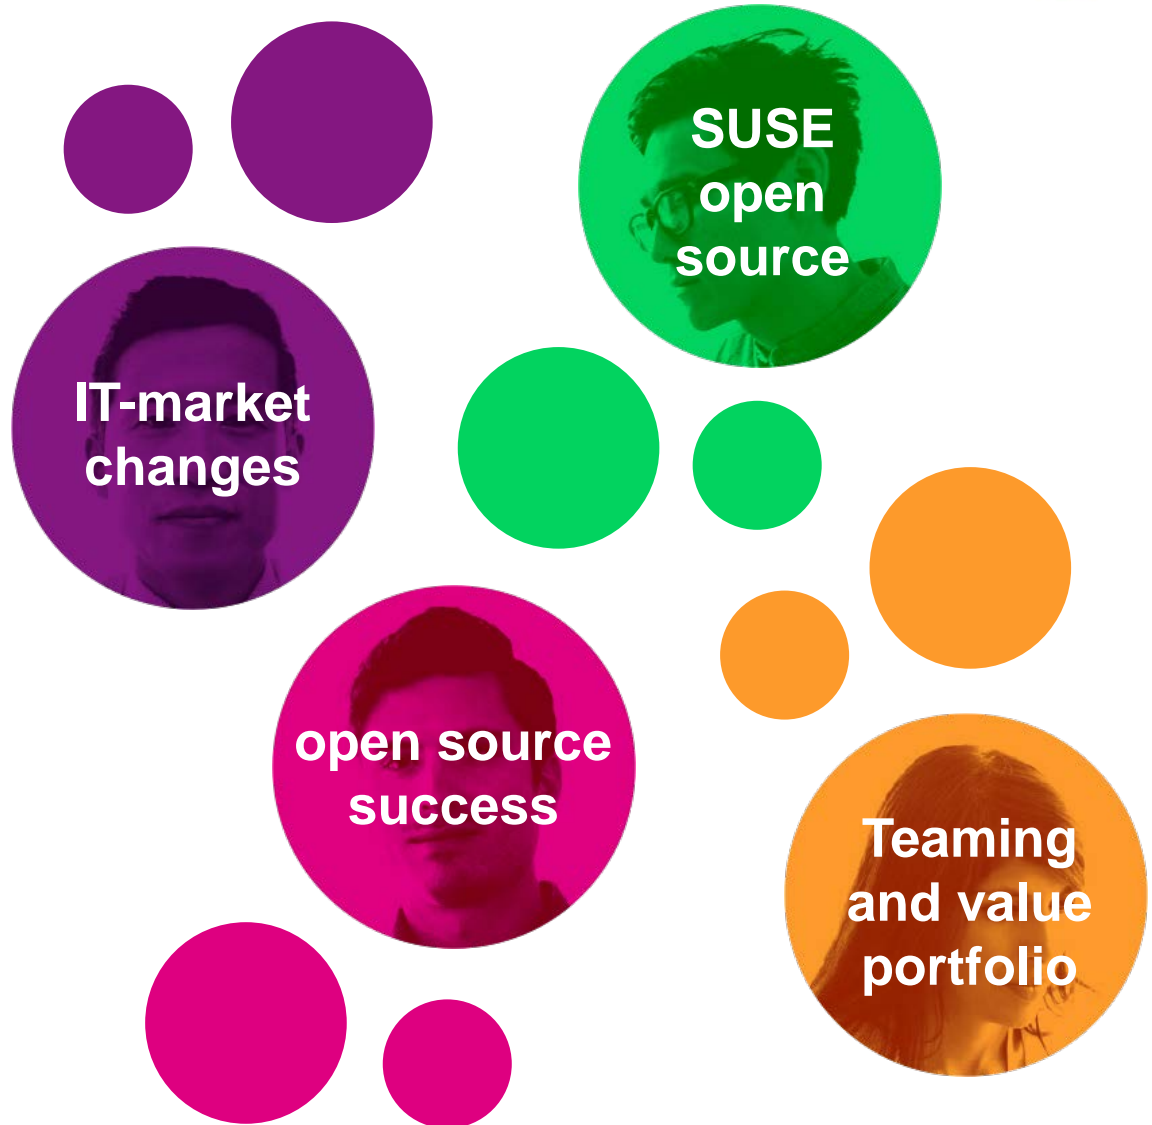 SUSE
open
source
IT-market
changes
open source
success
Teaming
and value
portfolio